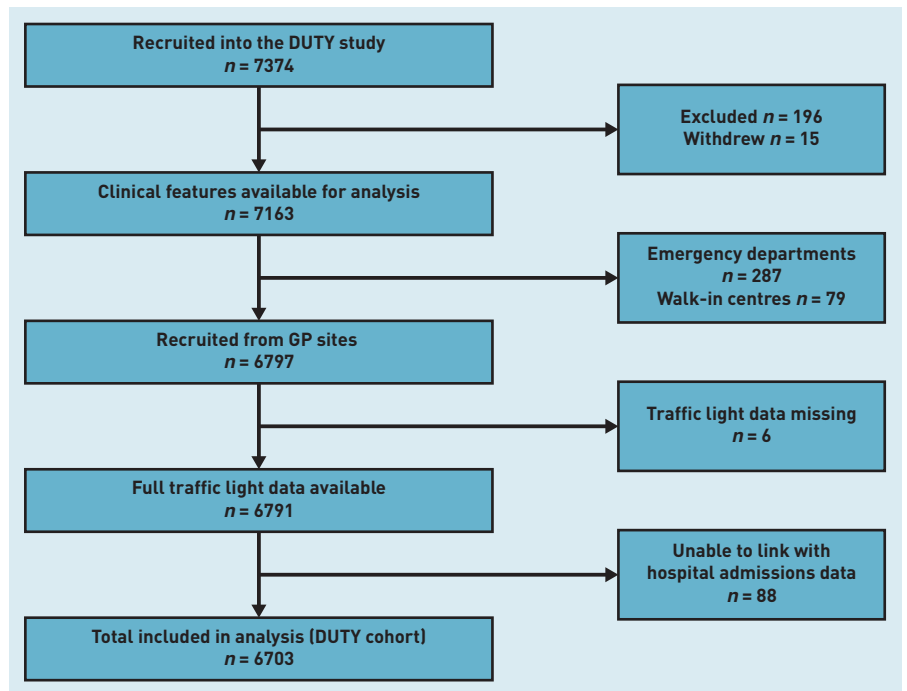 Recruited into the DUTY study
n = 7374
Excluded n = 196
Withdrew n = 15
Clinical features available for analysis
n = 7163
Emergency departments
n = 287
Walk-in centres n = 79
Recruited from GP sites
n = 6797
Traffic light data missing
n = 6
Full traffic light data available
n = 6791
Unable to link with
hospital admissions data
n = 88
Total included in analysis (DUTY cohort)
n = 6703